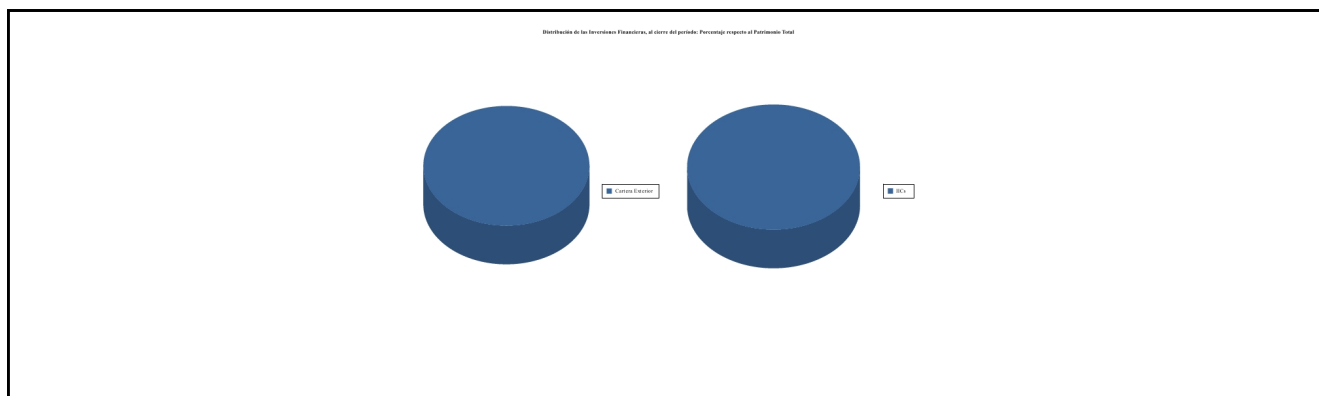 Distribución de las Inversiones Financieras, al cierre del período: Porcentaje respecto al Patrimonio Total
Cartera Exterior
IICs